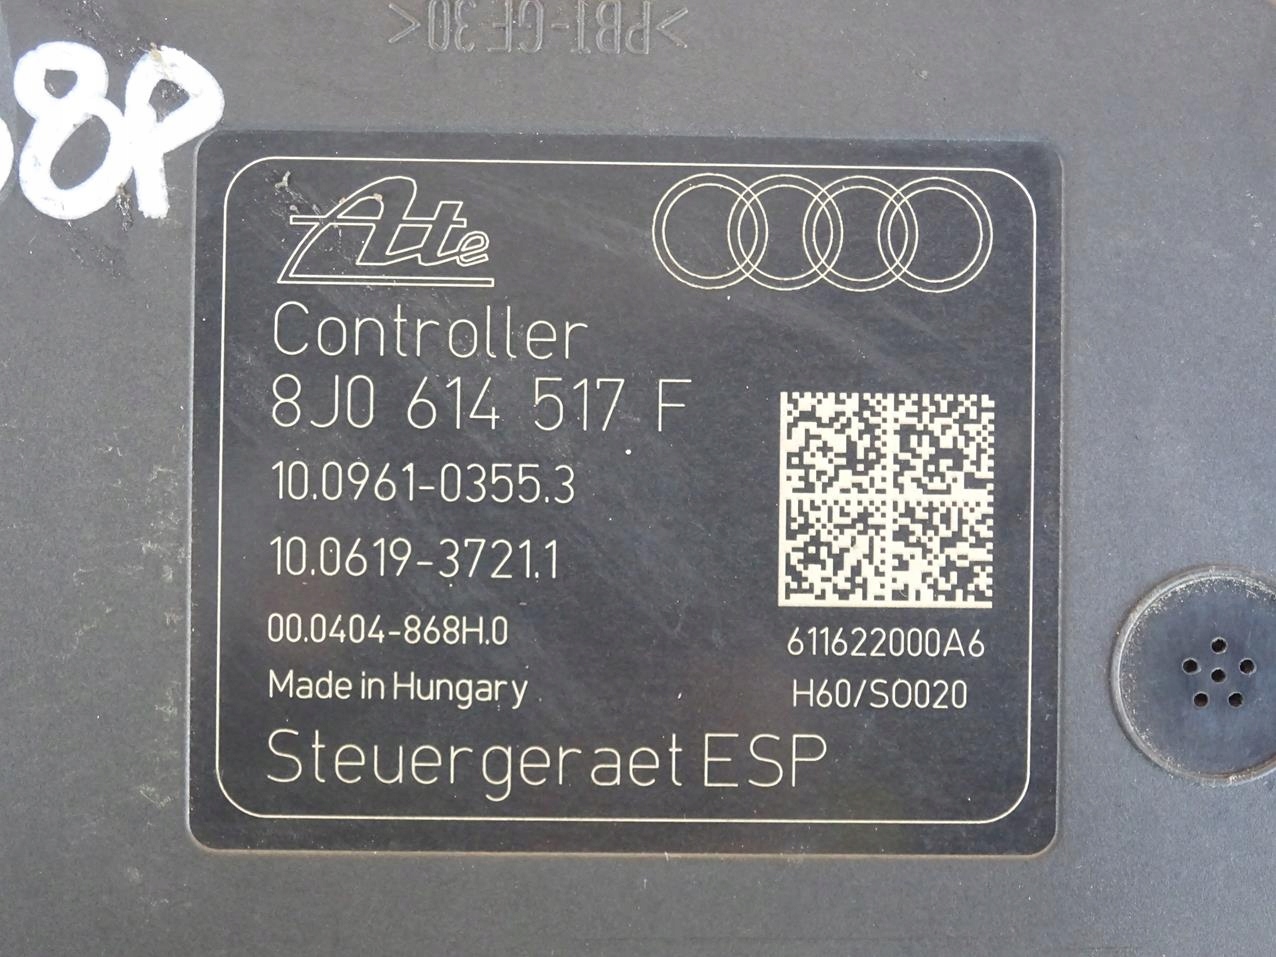 >PBT-GF30<
8P
Ate
Controller
8J0 614 517 F
10.0961-0355.3
10.0619-3721.1
00.0404-868H.0
611622000A6
Made in Hungary
H60/SO020
Steuergeraet ESP